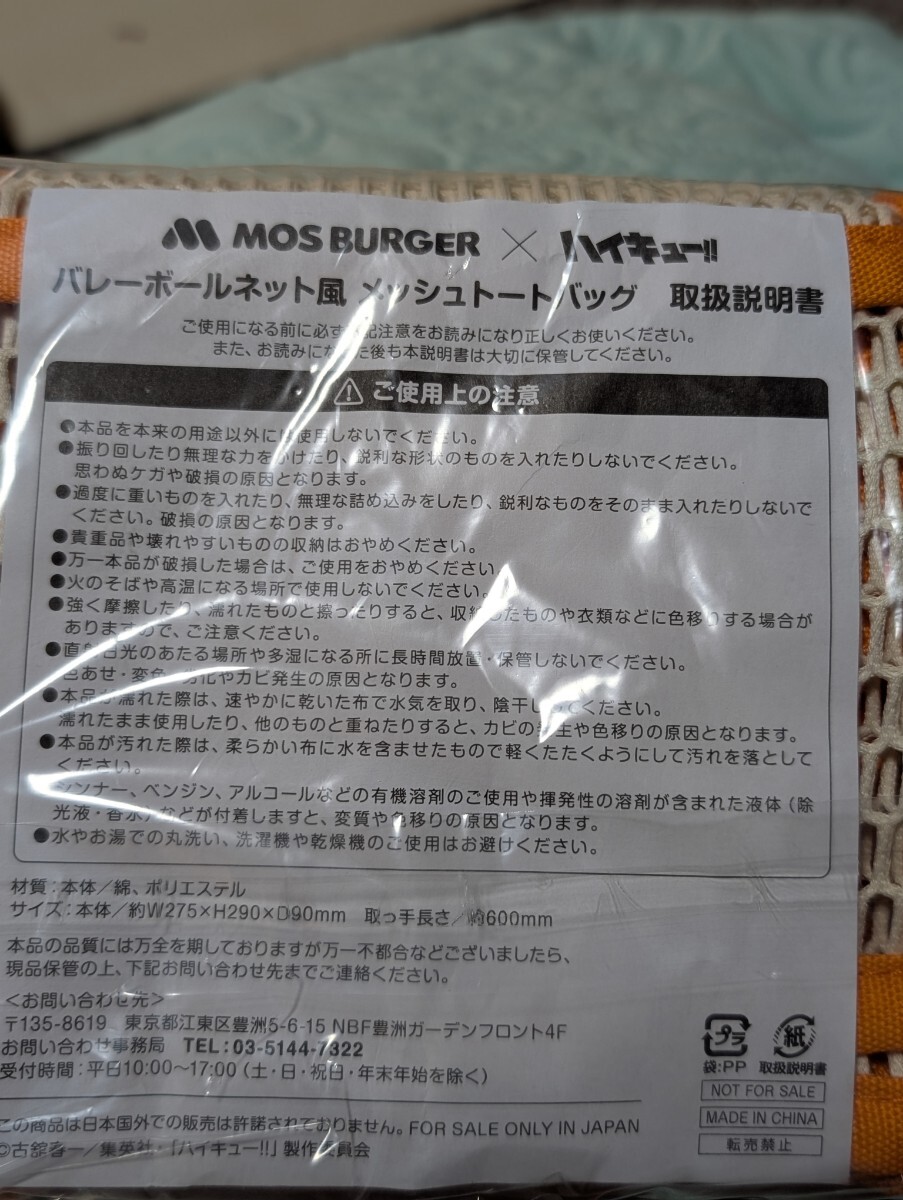 MOS BURGER × ハイキュー!!
バレーボールネット風 メッシュトートバッグ 取扱説明書
ご使用になる前に必ず 記注意をお読みになり正しくお使いください。
また、お読みになった後も本説明書は大切に保管してください。
ご使用上の注意
●本品を本来の用途以外には使用しないでください。
●振り回したり無理な力をかけたり、鋭利な形状のものを入れたりしないでください。
思わぬケガや破損の原因となります。
●過度に重いものを入れたり、無理な詰め込みをしたり、鋭利なものをそのまま入れたりしないで
ください。破損の原因となります。
●貴重品や壊れやすいものの収納はおやめください。
●万一本品が破損した場合は、ご使用をおやめください
●火のそばや高温になる場所で使用しないでください。
●強く摩擦したり、濡れたものと擦ったりすると、収納したものや衣類などに色移りする場合が
ありますので、ご注意ください。
●直射日光のあたる場所や多湿になる所に長時間放置・保管しないでください。
色あせ・変色・劣化やカビ発生の原因となります。
●本品が濡れた際は、速やかに乾いた布で水気を取り、陰干ししてください。
濡れたまま使用したり、他のものと重ねたりすると、カビの発生や色移りの原因となります。
●本品が汚れた際は、柔らかい布に水を含ませたもので軽くたたくようにして汚れを落として
ください。
シンナー、ベンジン、アルコールなどの有機溶剤のご使用や揮発性の溶剤が含まれた液体（除
光液・香水）などが付着しますと、変質や色移りの原因となります。
●水やお湯での丸洗い、洗濯機や乾燥機のご使用はお避けください。
材質：本体／綿、ポリエステル
サイズ：本体／約W275×H290×D90mm 取っ手長さ／約600mm
本品の品質には万全を期しておりますが万一不都合などございましたら、
現品保管の上、下記お問い合わせ先までご連絡ください。
＜お問い合わせ先＞
〒135-8619 東京都江東区豊洲5-6-15 NBF豊洲ガーデンフロント4F
お問い合わせ事務局 TEL：03-5144-7322
受付時間：平日10:00〜17:00（土・日・祝日・年末年始を除く）
プラ
袋：PP
紙
取扱説明書
NOT FOR SALE
MADE IN CHINA
転売禁止
この商品は日本国外での販売は許諾されておりません。FOR SALE ONLY IN JAPAN
©古舘春一／集英社・「ハイキュー!!」製作委員会